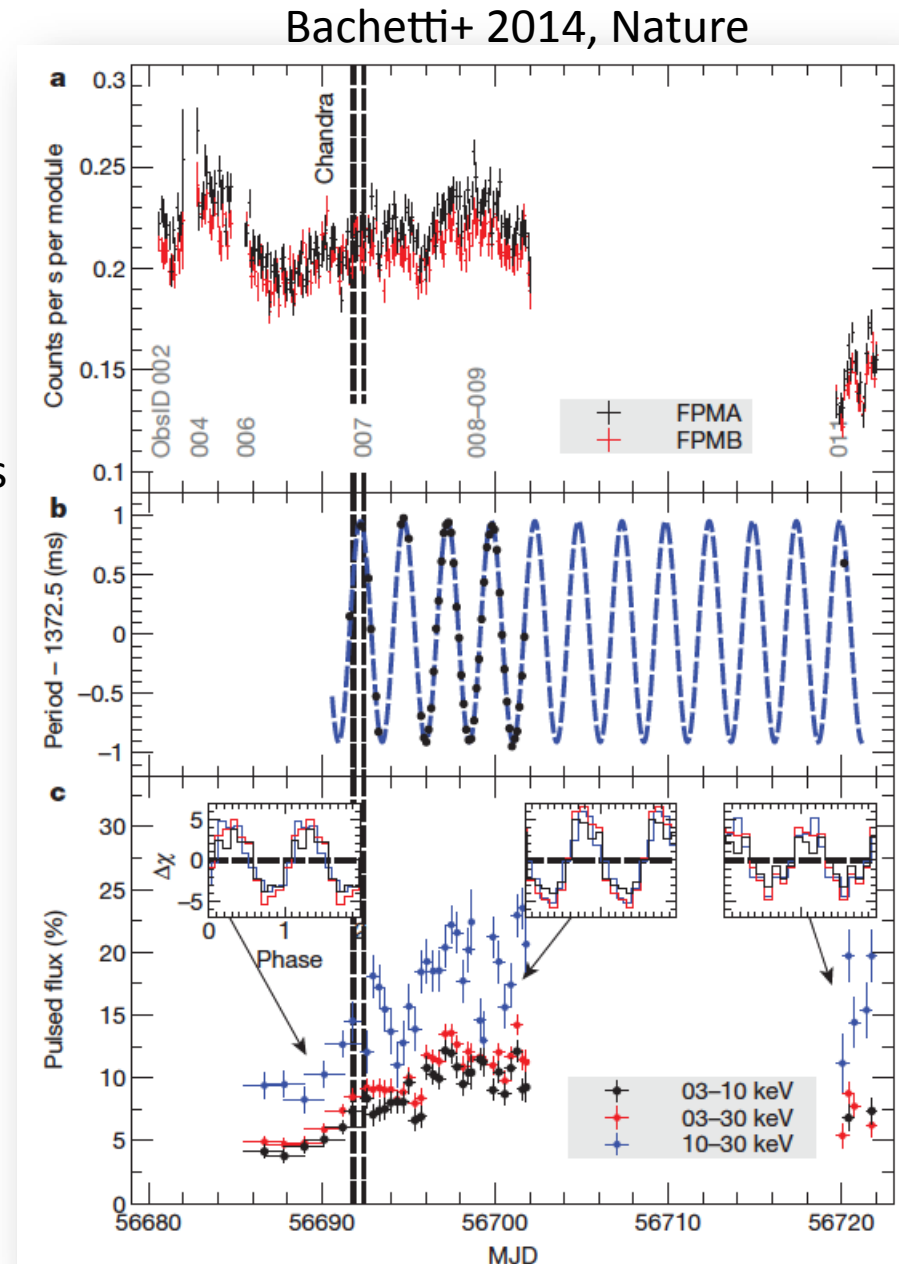 Bachetti+ 2014, Nature
a
0.3
0.25
0.2
0.15
0.1
Counts per s per module
Chandra
ObsID 002
004
006
007
008–009
011
FPMA
FPMB
s
b
1
0.5
0
−0.5
−1
Period − 1372.5 (ms)
c
30
25
20
15
10
5
0
Pulsed flux (%)
5
0
−5
Δχ
0
1
2
Phase
03–10 keV
03–30 keV
10–30 keV
56680
56690
56700
56710
56720
MJD